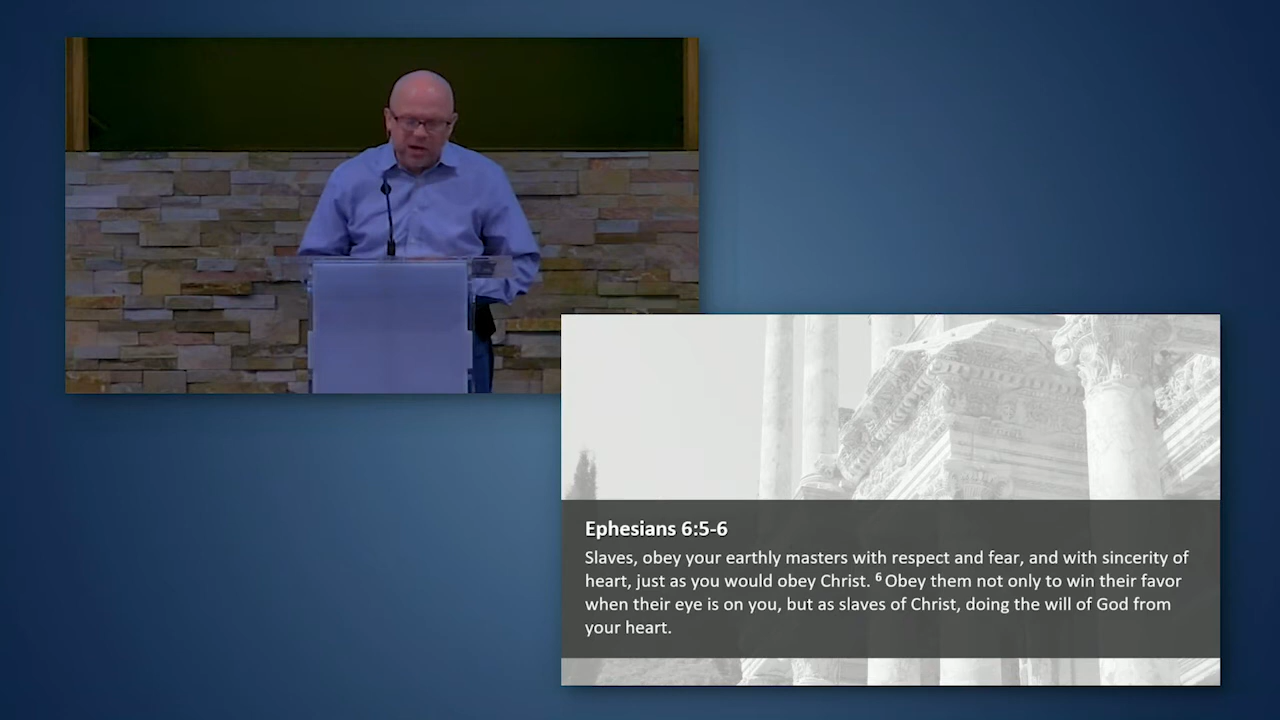 Ephesians 6:5-6
Slaves, obey your earthly masters with respect and fear, and with sincerity of
heart, just as you would obey Christ. ⁶ Obey them not only to win their favor
when their eye is on you, but as slaves of Christ, doing the will of God from
your heart.